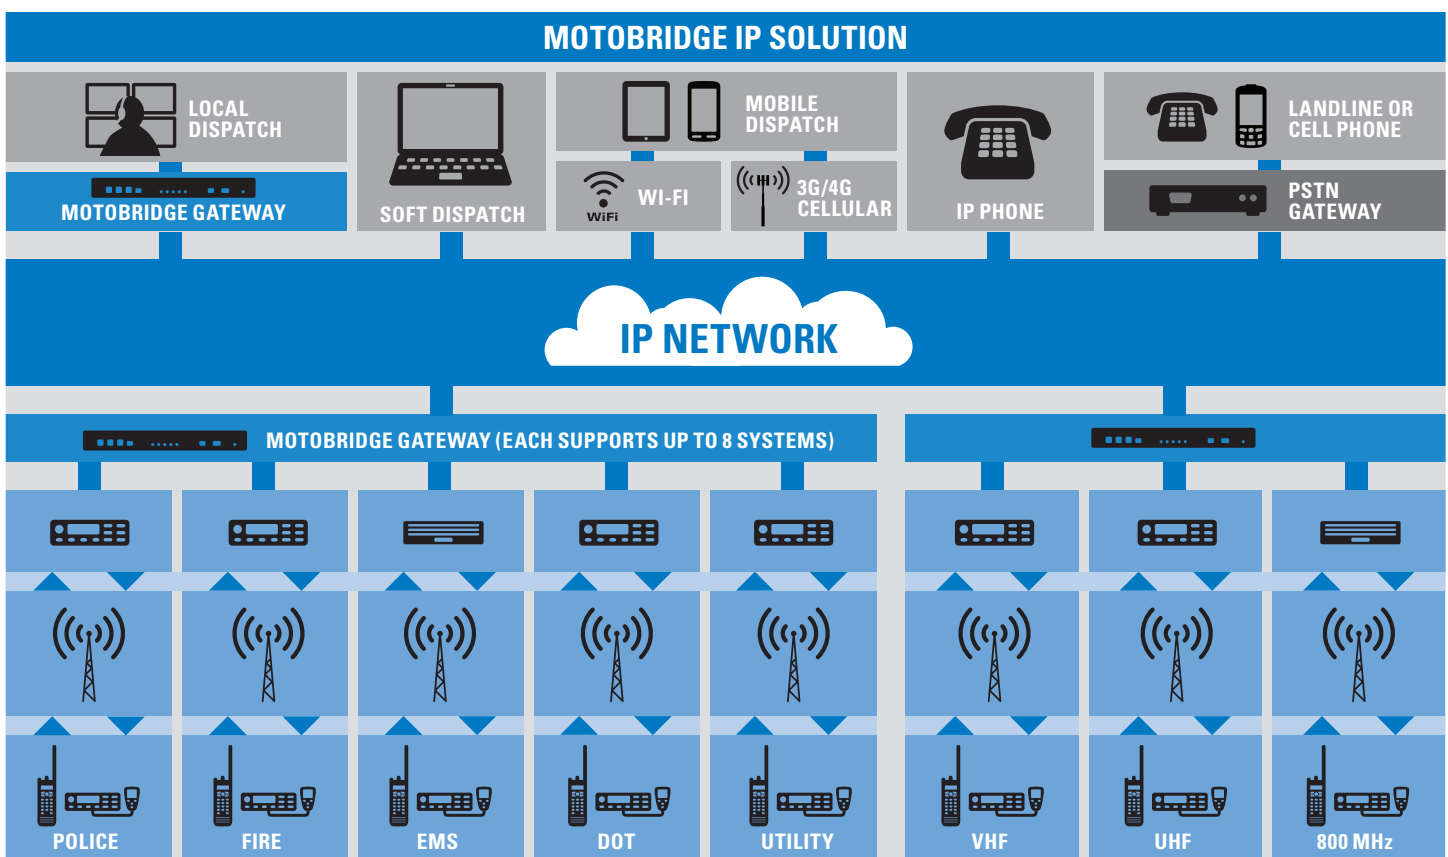 MOTOBRIDGE IP SOLUTION
LOCAL
DISPATCH
MOTOBRIDGE GATEWAY
SOFT DISPATCH
MOBILE
DISPATCH
WiFi
WI-FI
3G/4G
CELLULAR
IP PHONE
LANDLINE OR
CELL PHONE
PSTN
GATEWAY
IP NETWORK
MOTOBRIDGE GATEWAY (EACH SUPPORTS UP TO 8 SYSTEMS)
POLICE
FIRE
EMS
DOT
UTILITY
VHF
UHF
800 MHz